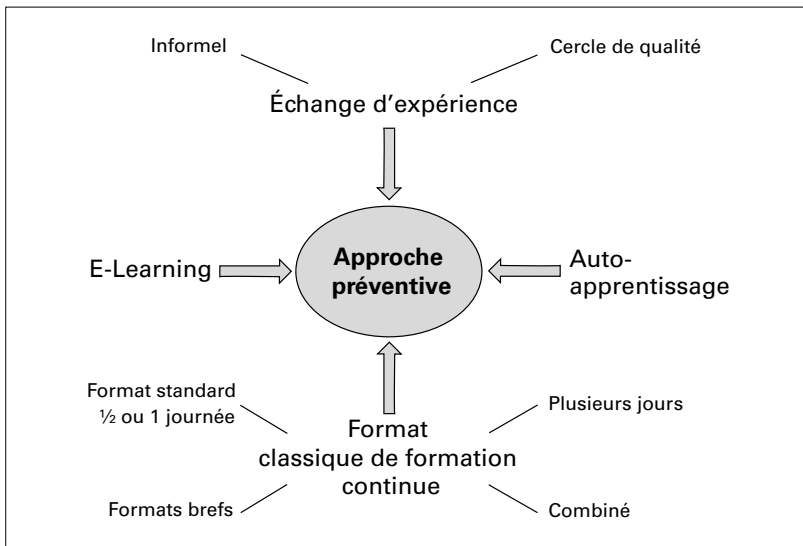 Informel
Cercle de qualité
Échange d’expérience
E-Learning
Approche
préventive
Auto-
apprentissage
Format standard
½ ou 1 journée
Plusieurs jours
Format
classique de formation
continue
Formats brefs
Combiné